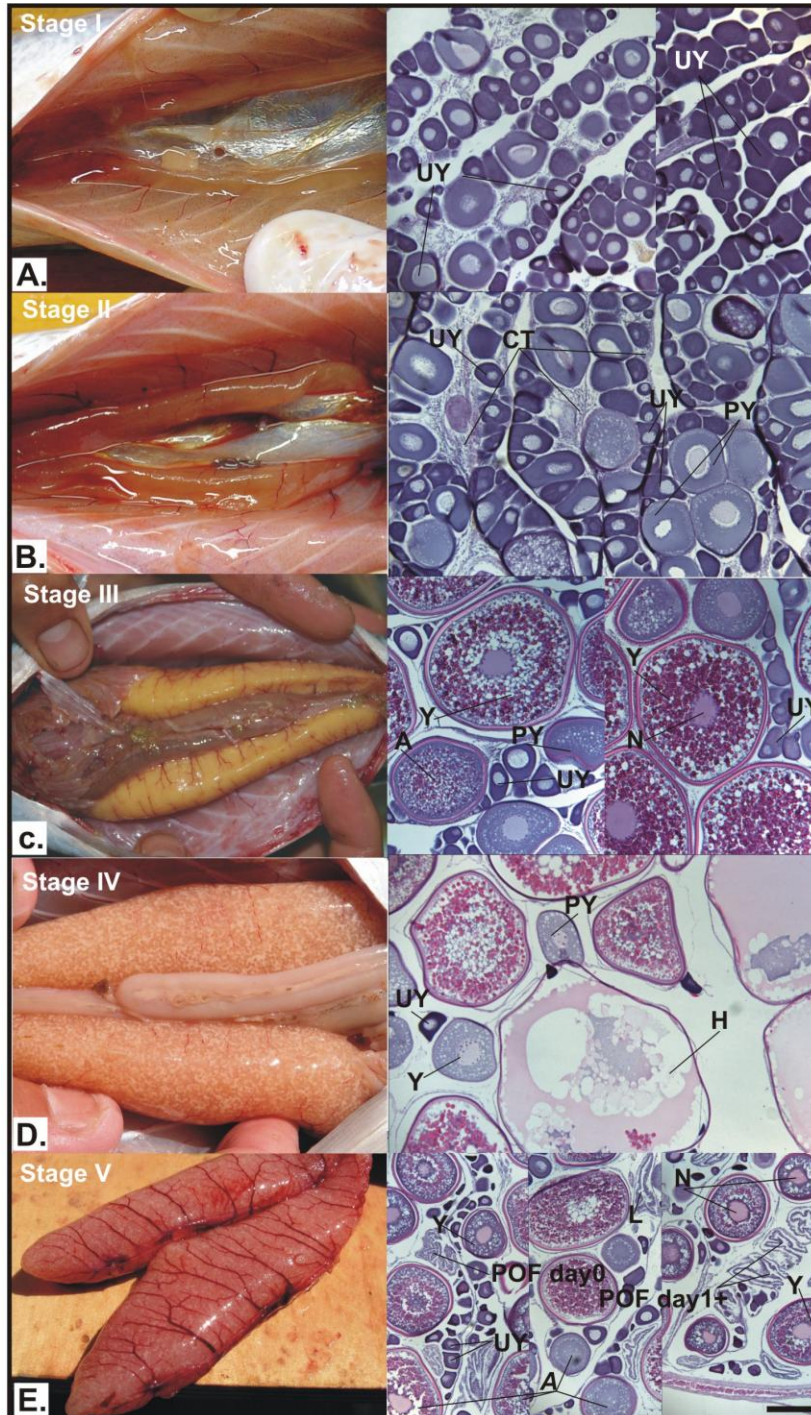 Stage I
UY
UY
A.
Stage II
UY
CT
UY
PY
B.
Stage III
Y
A
PY
UY
Y
N
UY
c.
Stage IV
PY
UY
H
Y
D.
Stage V
N
Y
L
POF day0
POF day1+
Y
UY
A
E.